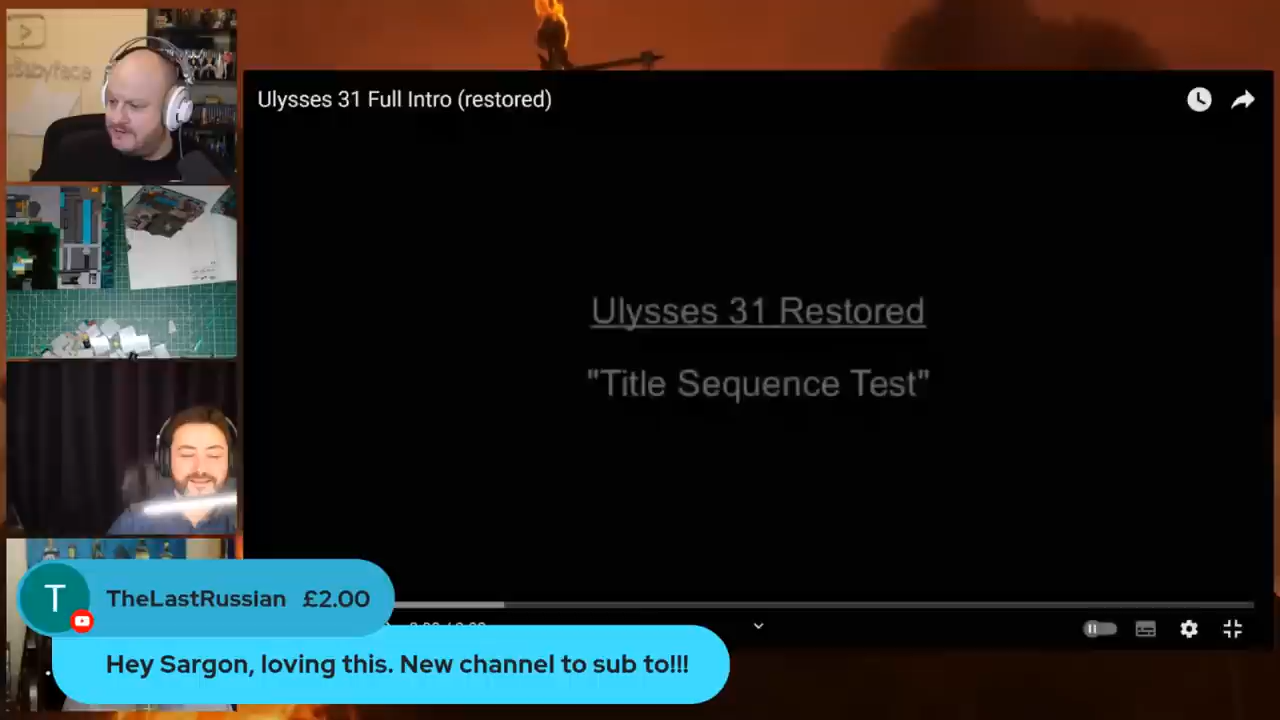 Babyface
Ulysses 31 Full Intro (restored)
Ulysses 31 Restored
"Title Sequence Test"
T
TheLastRussian £2.00
Hey Sargon, loving this. New channel to sub to!!!